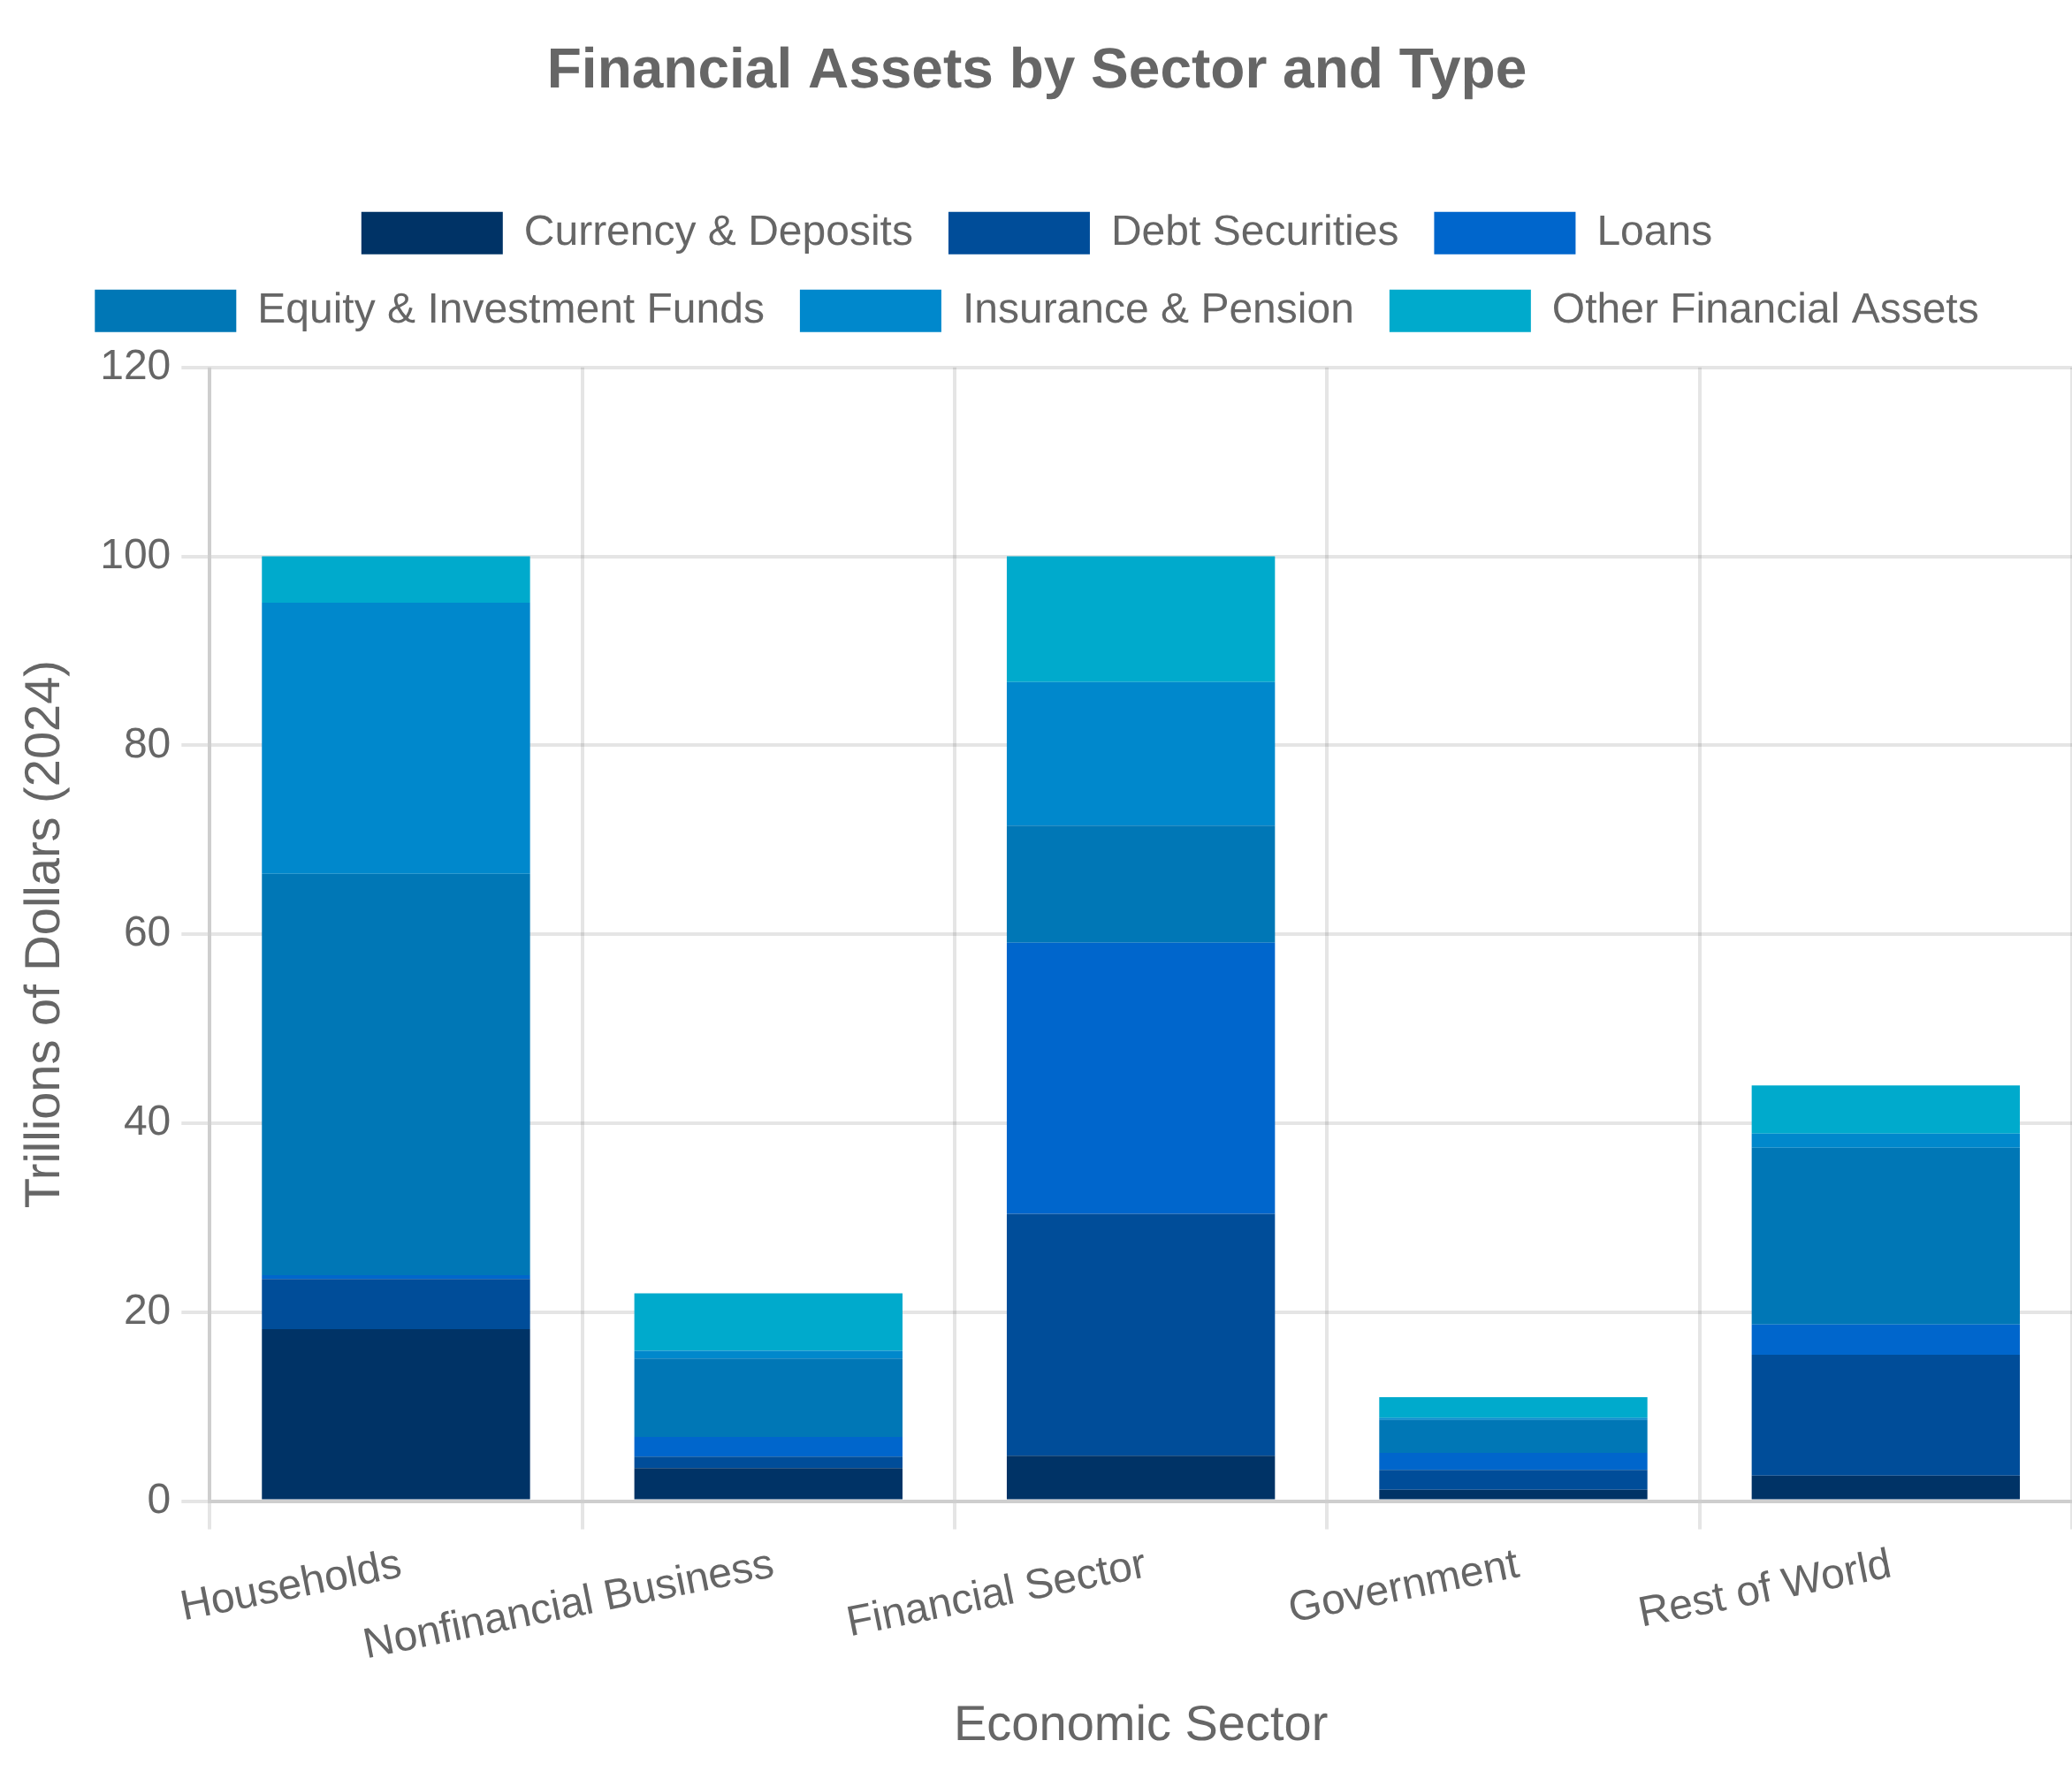 Financial Assets by Sector and Type
Currency & Deposits
Debt Securities
Loans
Equity & Investment Funds
Insurance & Pension
Other Financial Assets
120
100
80
60
40
20
0
Trillions of Dollars (2024)
Households
Nonfinancial Business
Financial Sector
Government
Rest of World
Economic Sector